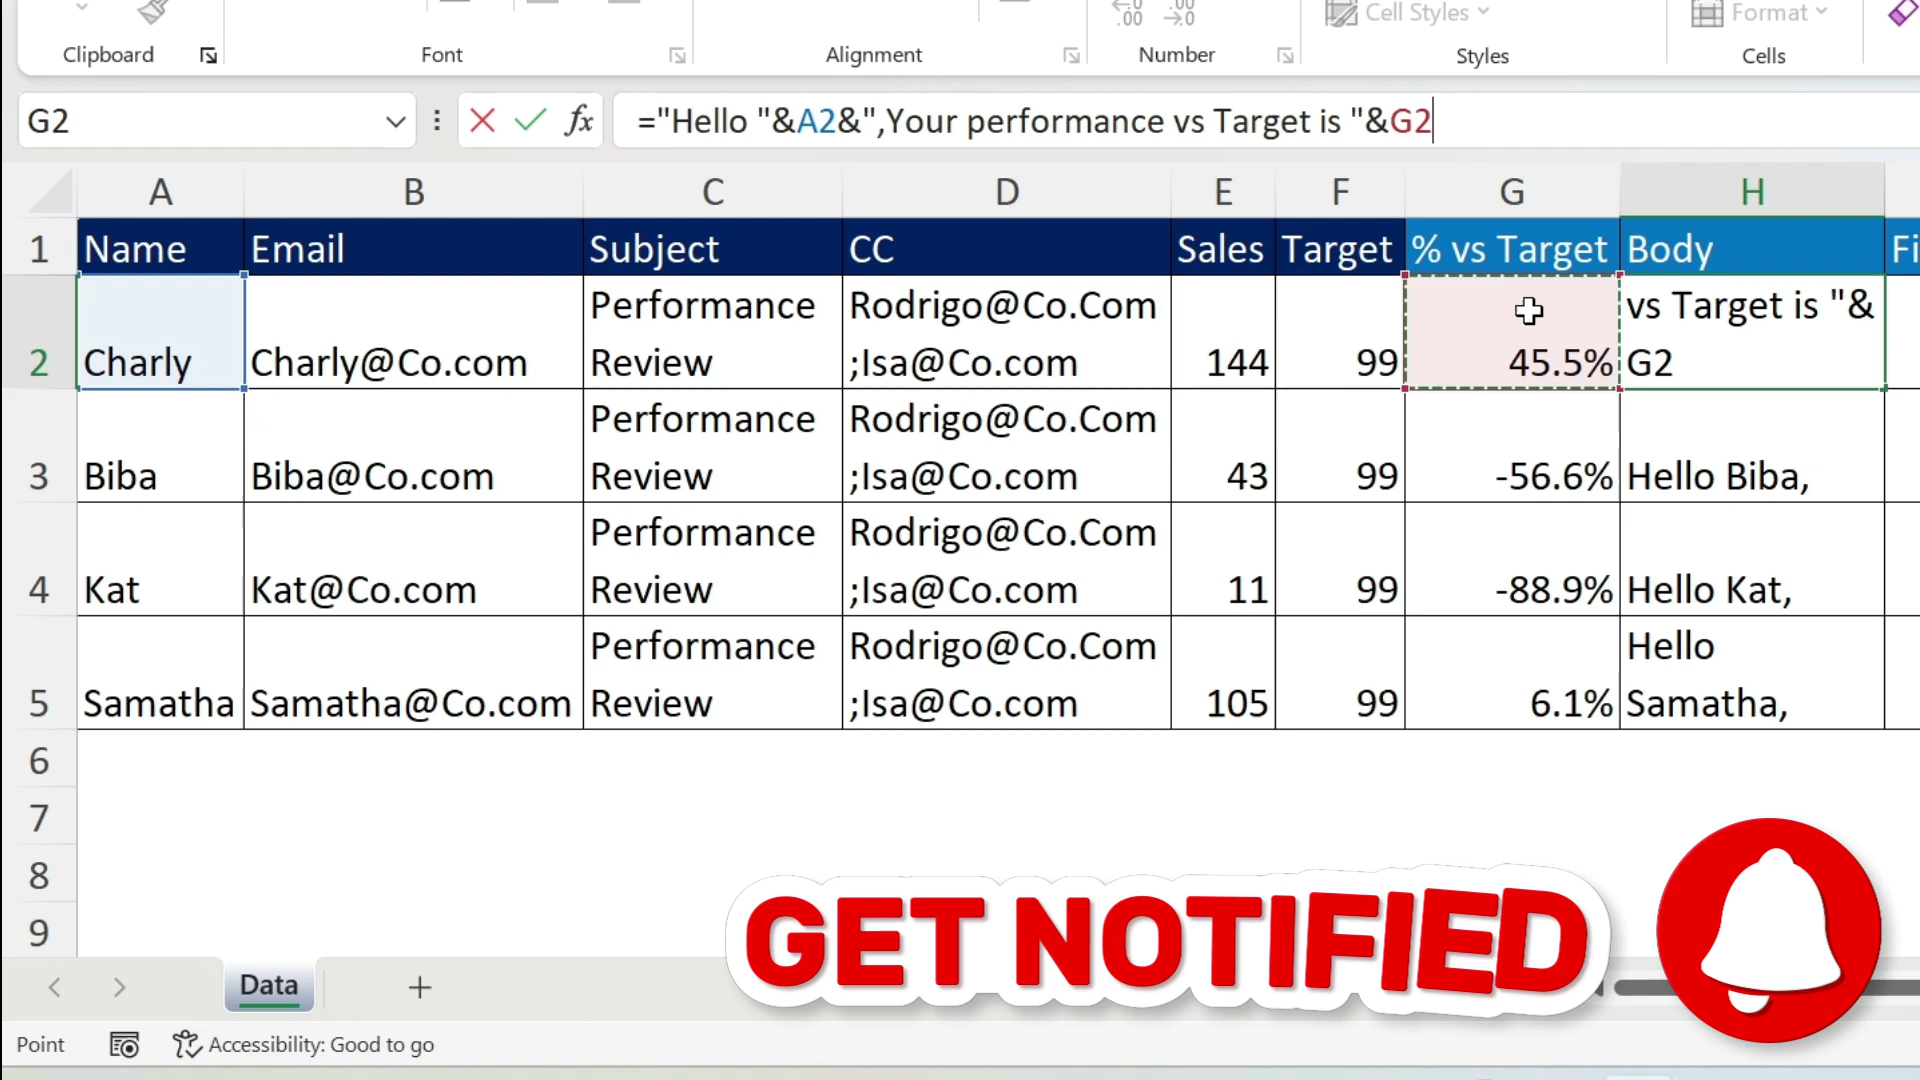 .00 .00
Cell Styles
Format
Clipboard Font Alignment Number Styles Cells
G2 fx ="Hello "&A2&",Your performance vs Target is "&G2
A B C D E F G H
1 Name Email Subject CC Sales Target % vs Target Body Fi
2 Charly Charly@Co.com Performance
Review Rodrigo@Co.Com
;Isa@Co.com 144 99 45.5% vs Target is "&
G2
3 Biba Biba@Co.com Performance
Review Rodrigo@Co.Com
;Isa@Co.com 43 99 -56.6% Hello Biba,
4 Kat Kat@Co.com Performance
Review Rodrigo@Co.Com
;Isa@Co.com 11 99 -88.9% Hello Kat,
5 Samatha Samatha@Co.com Performance
Review Rodrigo@Co.Com
;Isa@Co.com 105 99 6.1% Hello
Samatha,
6
7
8
9
GET NOTIFIED
Data
Point Accessibility: Good to go